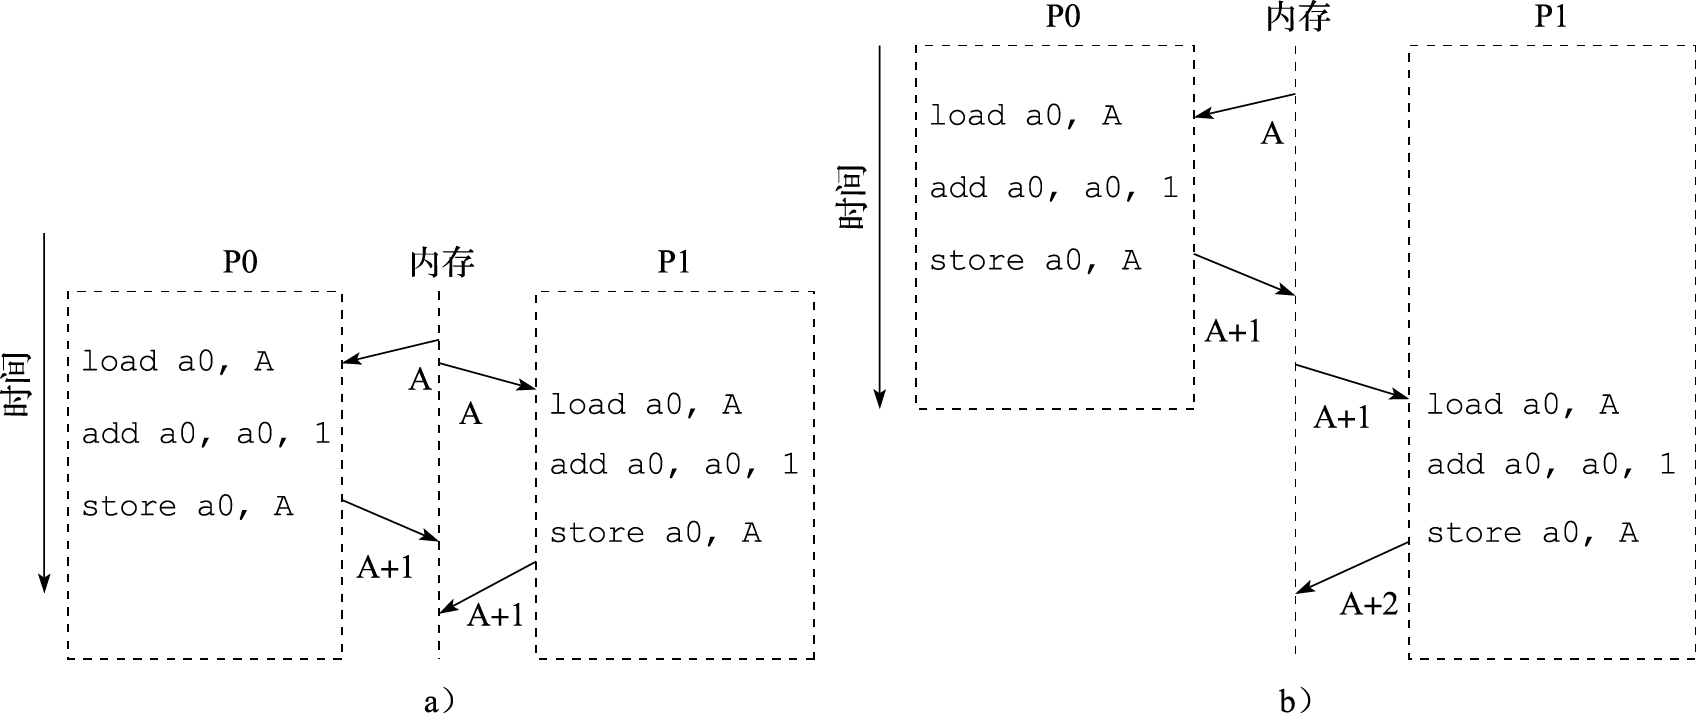 时间
P0 内存 P1
load a0, A
add a0, a0, 1
store a0, A
A
A
load a0, A
add a0, a0, 1
store a0, A
A+1
A+1
a）
时间
P0 内存 P1
load a0, A
add a0, a0, 1
store a0, A
A
A+1
A+1
load a0, A
add a0, a0, 1
store a0, A
A+2
b）